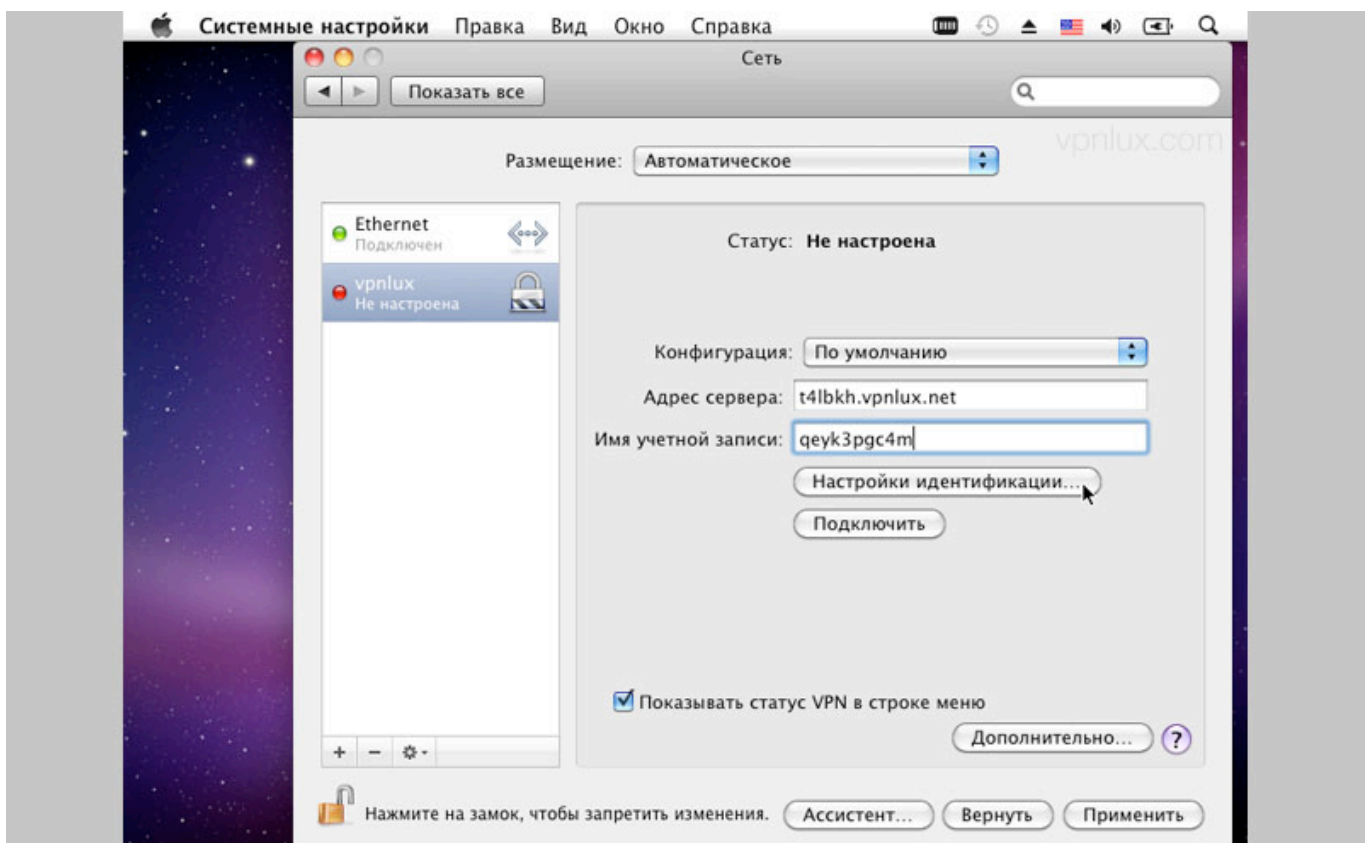 Системные настройки Правка Вид Окно Справка
Сеть
Показать все
vpnlux.com
Размещение: Автоматическое
Ethernet
Подключен
vpnlux
Не настроена
Статус: Не настроена
Конфигурация: По умолчанию
Адрес сервера: t4lbkh.vpnlux.net
Имя учетной записи: qeyk3pgc4m
Настройки идентификации...
Подключить
Показывать статус VPN в строке меню
Дополнительно... ?
Нажмите на замок, чтобы запретить изменения. Ассистент... Вернуть Применить